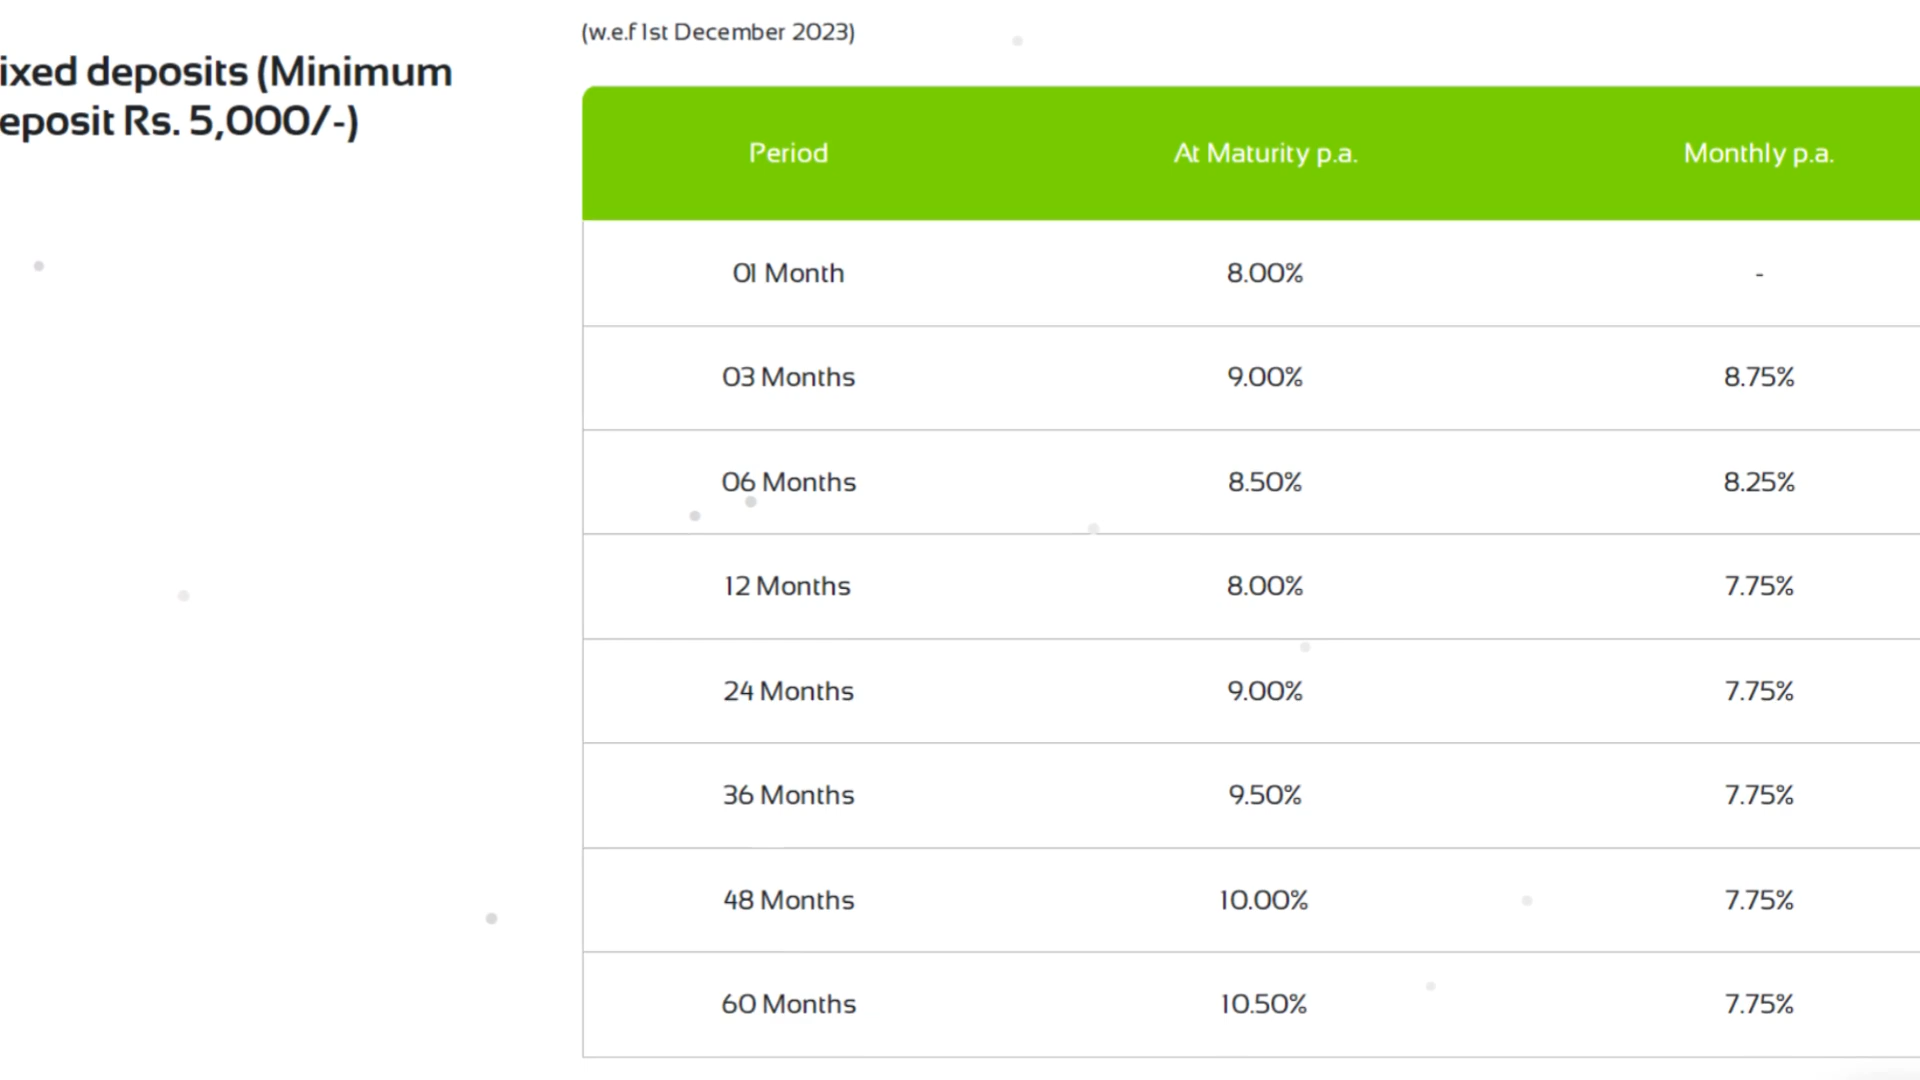 (w.e.f 1st December 2023)
ixed deposits (Minimum
eposit Rs. 5,000/-)
Period At Maturity p.a. Monthly p.a.
01 Month 8.00% -
03 Months 9.00% 8.75%
06 Months 8.50% 8.25%
12 Months 8.00% 7.75%
24 Months 9.00% 7.75%
36 Months 9.50% 7.75%
48 Months 10.00% 7.75%
60 Months 10.50% 7.75%